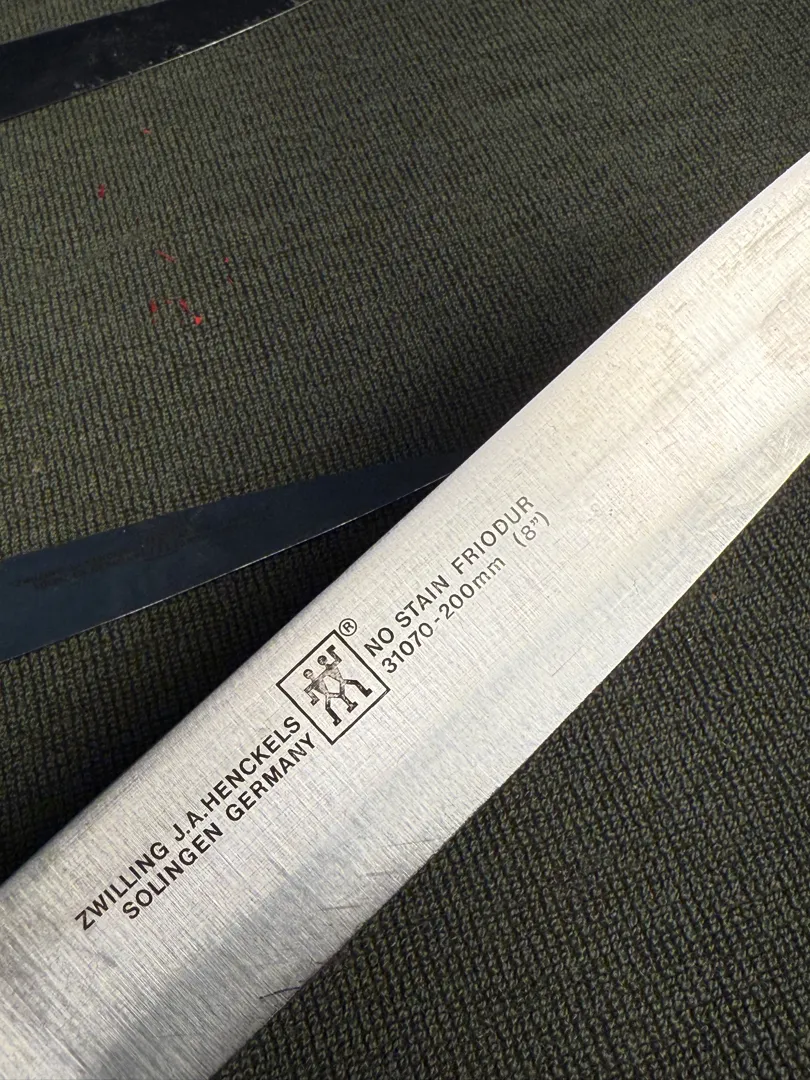 ZWILLING J.A.HENCKELS
SOLINGEN GERMANY
®
NO STAIN FRIODUR
31070-200mm (8")